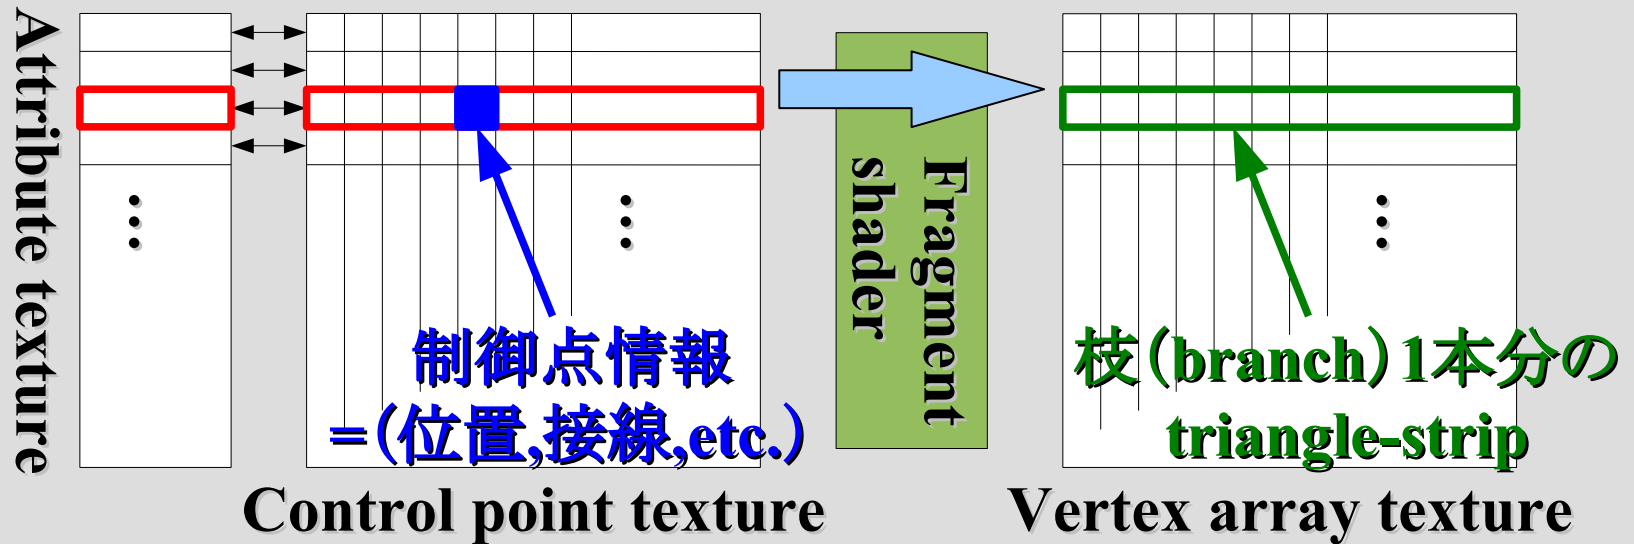 Attribute texture
制御点情報
=(位置,接線,etc.)
Control point texture
Fragment
shader
枝(branch)1本分の
triangle-strip
Vertex array texture